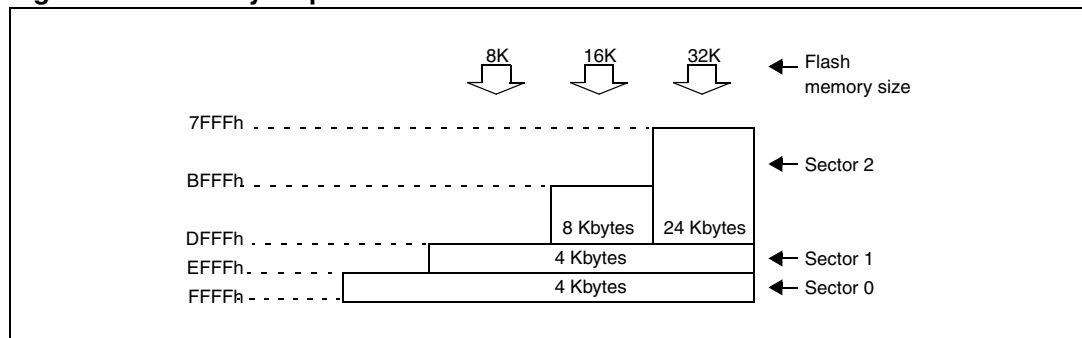 8K 16K 32K Flash
memory size
7FFFh
Sector 2
BFFFh
8 Kbytes 24 Kbytes
DFFFh
4 Kbytes Sector 1
EFFFh
4 Kbytes Sector 0
FFFFh